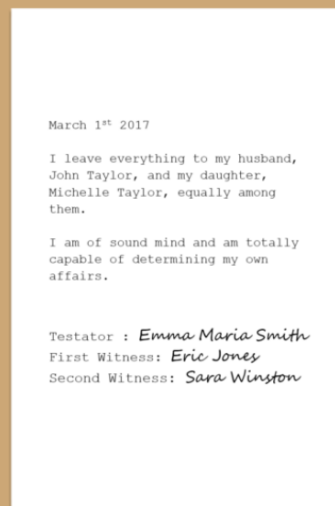 March 1st 2017
I leave everything to my husband,
John Taylor, and my daughter,
Michelle Taylor, equally among
them.
I am of sound mind and am totally
capable of determining my own
affairs.
Testator : Emma Maria Smith
First Witness: Eric Jones
Second Witness: Sara Winston